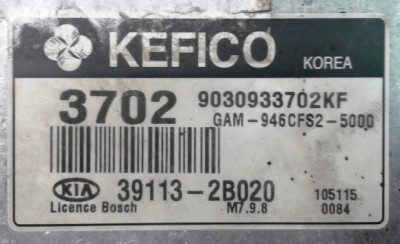 KEFICO KOREA
3702 9030933702KF
GAM-946CFS2-5000
KIA 39113-2B020 105115
Licence Bosch M7.9.8 0084